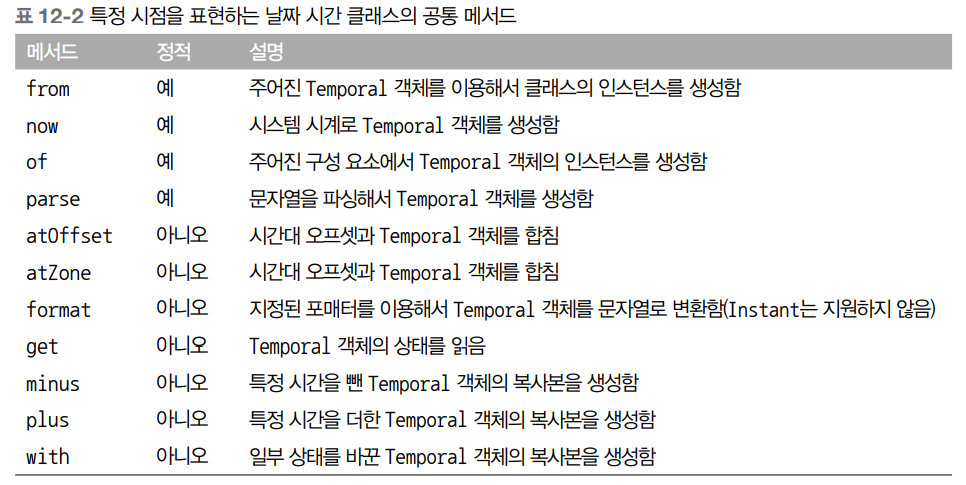 표 12-2 특정 시점을 표현하는 날짜 시간 클래스의 공통 메서드
메서드 정적 설명
from 예 주어진 Temporal 객체를 이용해서 클래스의 인스턴스를 생성함
now 예 시스템 시계로 Temporal 객체를 생성함
of 예 주어진 구성 요소에서 Temporal 객체의 인스턴스를 생성함
parse 예 문자열을 파싱해서 Temporal 객체를 생성함
atOffset 아니오 시간대 오프셋과 Temporal 객체를 합침
atZone 아니오 시간대 오프셋과 Temporal 객체를 합침
format 아니오 지정된 포매터를 이용해서 Temporal 객체를 문자열로 변환함(Instant는 지원하지 않음)
get 아니오 Temporal 객체의 상태를 읽음
minus 아니오 특정 시간을 뺀 Temporal 객체의 복사본을 생성함
plus 아니오 특정 시간을 더한 Temporal 객체의 복사본을 생성함
with 아니오 일부 상태를 바꾼 Temporal 객체의 복사본을 생성함